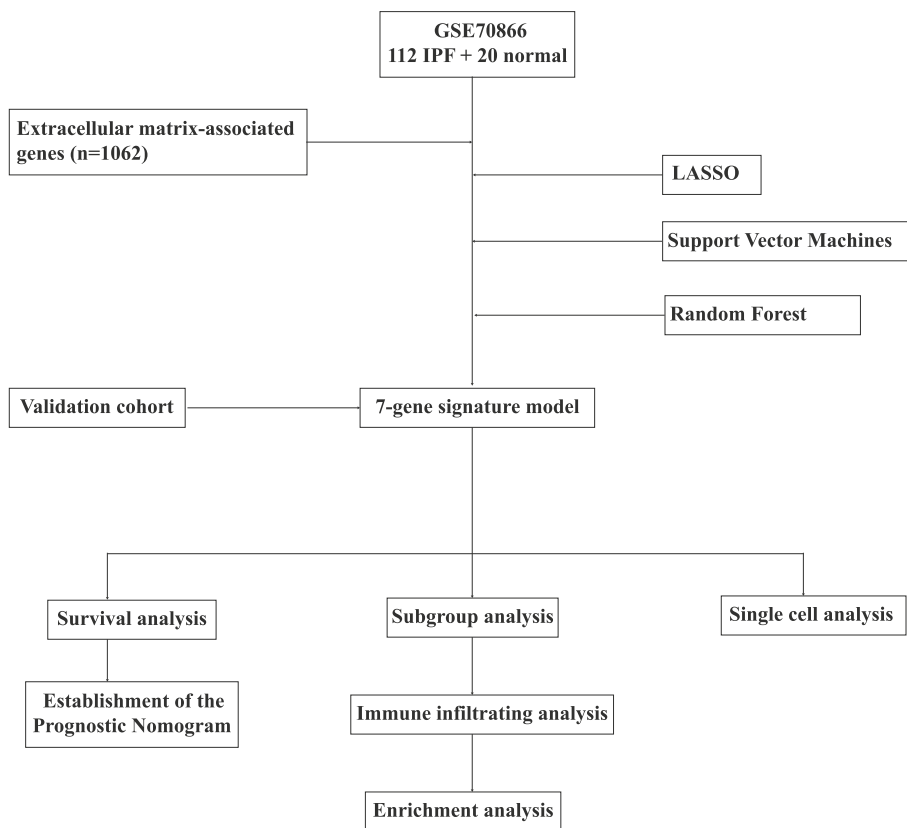 GSE70866
112 IPF + 20 normal
Extracellular matrix-associated
genes (n=1062)
LASSO
Support Vector Machines
Random Forest
Validation cohort
7-gene signature model
Survival analysis
Subgroup analysis
Single cell analysis
Establishment of the
Prognostic Nomogram
Immune infiltrating analysis
Enrichment analysis